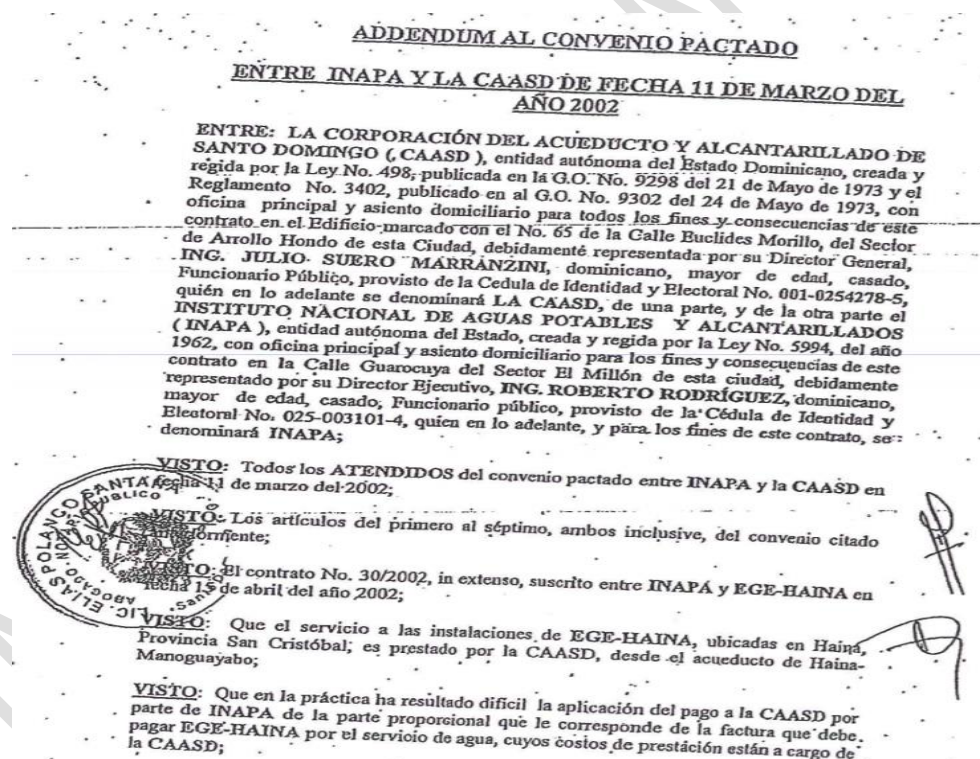 ADDENDUM AL CONVENIO PACTADO
ENTRE INAPA Y LA CAASD DE FECHA 11 DE MARZO DEL
AÑO 2002
ENTRE: LA CORPORACIÓN DEL ACUEDUCTO Y ALCANTARILLADO DE
SANTO DOMINGO ( CAASD ), entidad autónoma del Estado Dominicano, creada y
regida por la Ley No. 498, publicada en la G.O. No. 9298 del 21 de Mayo de 1973 y el
Reglamento No. 3402, publicado en al G.O. No. 9302 del 24 de Mayo de 1973, con
oficina principal y asiento domiciliario para todos los fines y consecuencias de este
contrato en el Edificio marcado con el No. 65 de la Calle Euclides Morillo, del Sector
de Arrollo Hondo de esta Ciudad, debidamente representada por su Director General,
ING. JULIO SUERO MARRANZINI, dominicano, mayor de edad, casado,
Funcionario Público, provisto de la Cedula de Identidad y Electoral No. 001-0254278-5,
quién en lo adelante se denominará LA CAASD, de una parte, y de la otra parte el
INSTITUTO NACIONAL DE AGUAS POTABLES Y ALCANTARILLADOS
( INAPA ), entidad autónoma del Estado, creada y regida por la Ley No. 5994, del año
1962, con oficina principal y asiento domiciliario para los fines y consecuencias de este
contrato en la Calle Guarocuya del Sector El Millón de esta ciudad, debidamente
representado por su Director Ejecutivo, ING. ROBERTO RODRÍGUEZ, dominicano,
mayor de edad, casado, Funcionario público, provisto de la Cédula de Identidad y
Electoral No. 025-003101-4, quien en lo adelante, y para los fines de este contrato, se
denominará INAPA;
VISTO: Todos los ATENDIDOS del convenio pactado entre INAPA y la CAASD en
fecha 11 de marzo del 2002;
VISTO: Los artículos del primero al séptimo, ambos inclusive, del convenio citado
VISTO: El contrato No. 30/2002, in extenso, suscrito entre INAPA y EGE-HAINA en
fecha 15 de abril del año 2002;
VISTO: Que el servicio a las instalaciones de EGE-HAINA, ubicadas en Haina,
Provincia San Cristóbal; es prestado por la CAASD, desde el acueducto de Haina-
Manoguayabo;
VISTO: Que en la práctica ha resultado difícil la aplicación del pago a la CAASD por
parte de INAPA de la parte proporcional que le corresponde de la factura que debe
pagar EGE-HAINA por el servicio de agua, cuyos costos de prestación están a cargo de
la CAASD;
LIC. ELIAS POLANCO SANTANA
ABOGADO NOTARIO PUBLICO